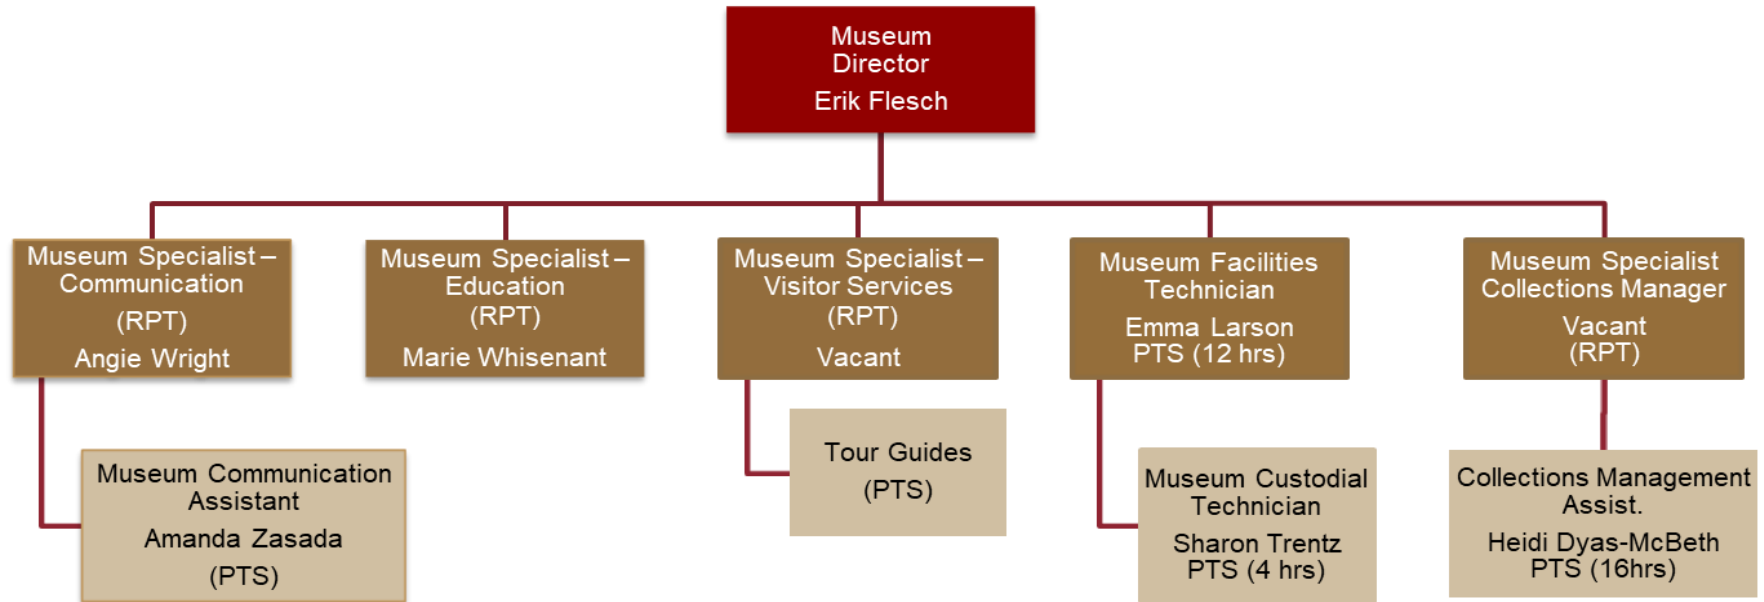 Museum
Director
Erik Flesch
Museum Specialist –
Communication
(RPT)
Angie Wright
Museum Specialist –
Education
(RPT)
Marie Whisenant
Museum Specialist –
Visitor Services
(RPT)
Vacant
Museum Facilities
Technician
Emma Larson
PTS (12 hrs)
Museum Specialist
Collections Manager
Vacant
(RPT)
Museum Communication
Assistant
Amanda Zasada
(PTS)
Tour Guides
(PTS)
Museum Custodial
Technician
Sharon Trentz
PTS (4 hrs)
Collections Management
Assist.
Heidi Dyas-McBeth
PTS (16hrs)